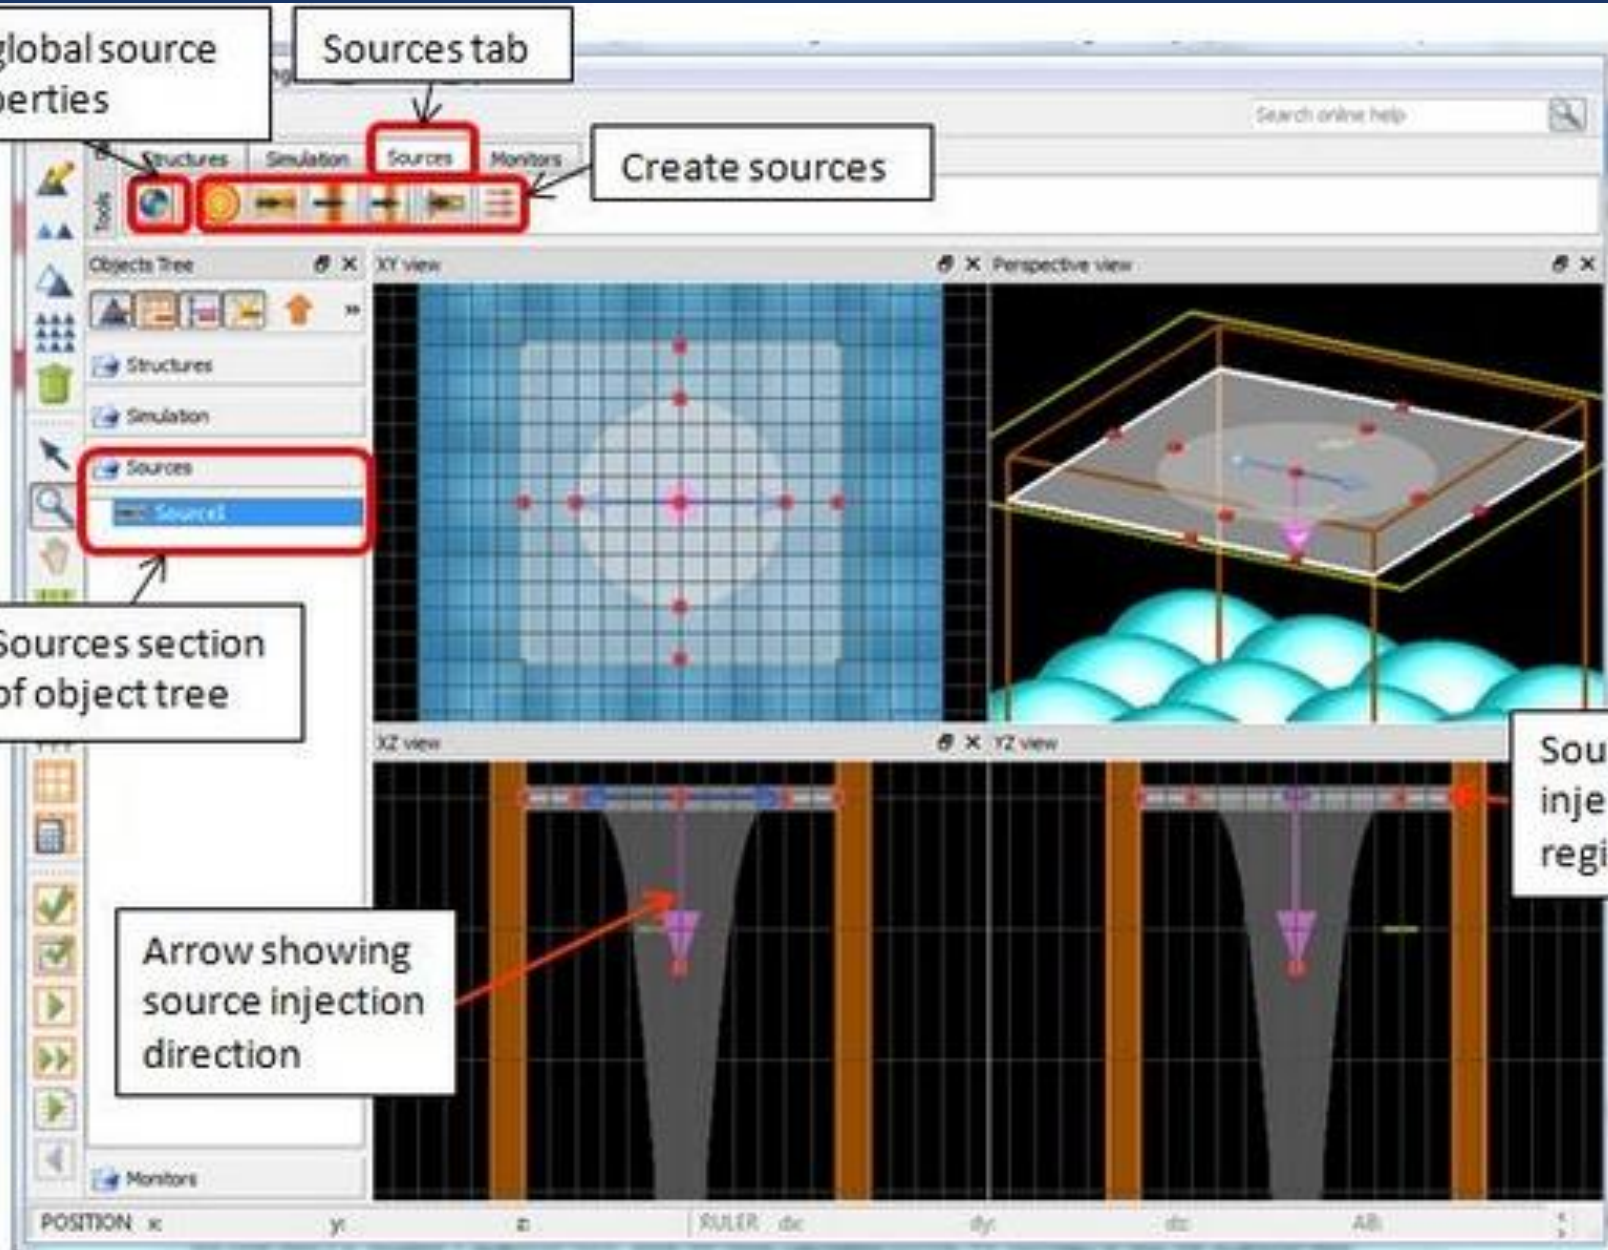 global source
perties
Sources tab
Search online help
Create sources
Structures
Simulation
Sources
Monitors
Tools
Objects Tree
XY view
Perspective view
Structures
Simulation
Sources
Source1
Sources section
of object tree
XZ view
YZ view
Sou
inje
regi
Arrow showing
source injection
direction
Monitors
POSITION x: y: z: RULER dx: dy: dz: AB: